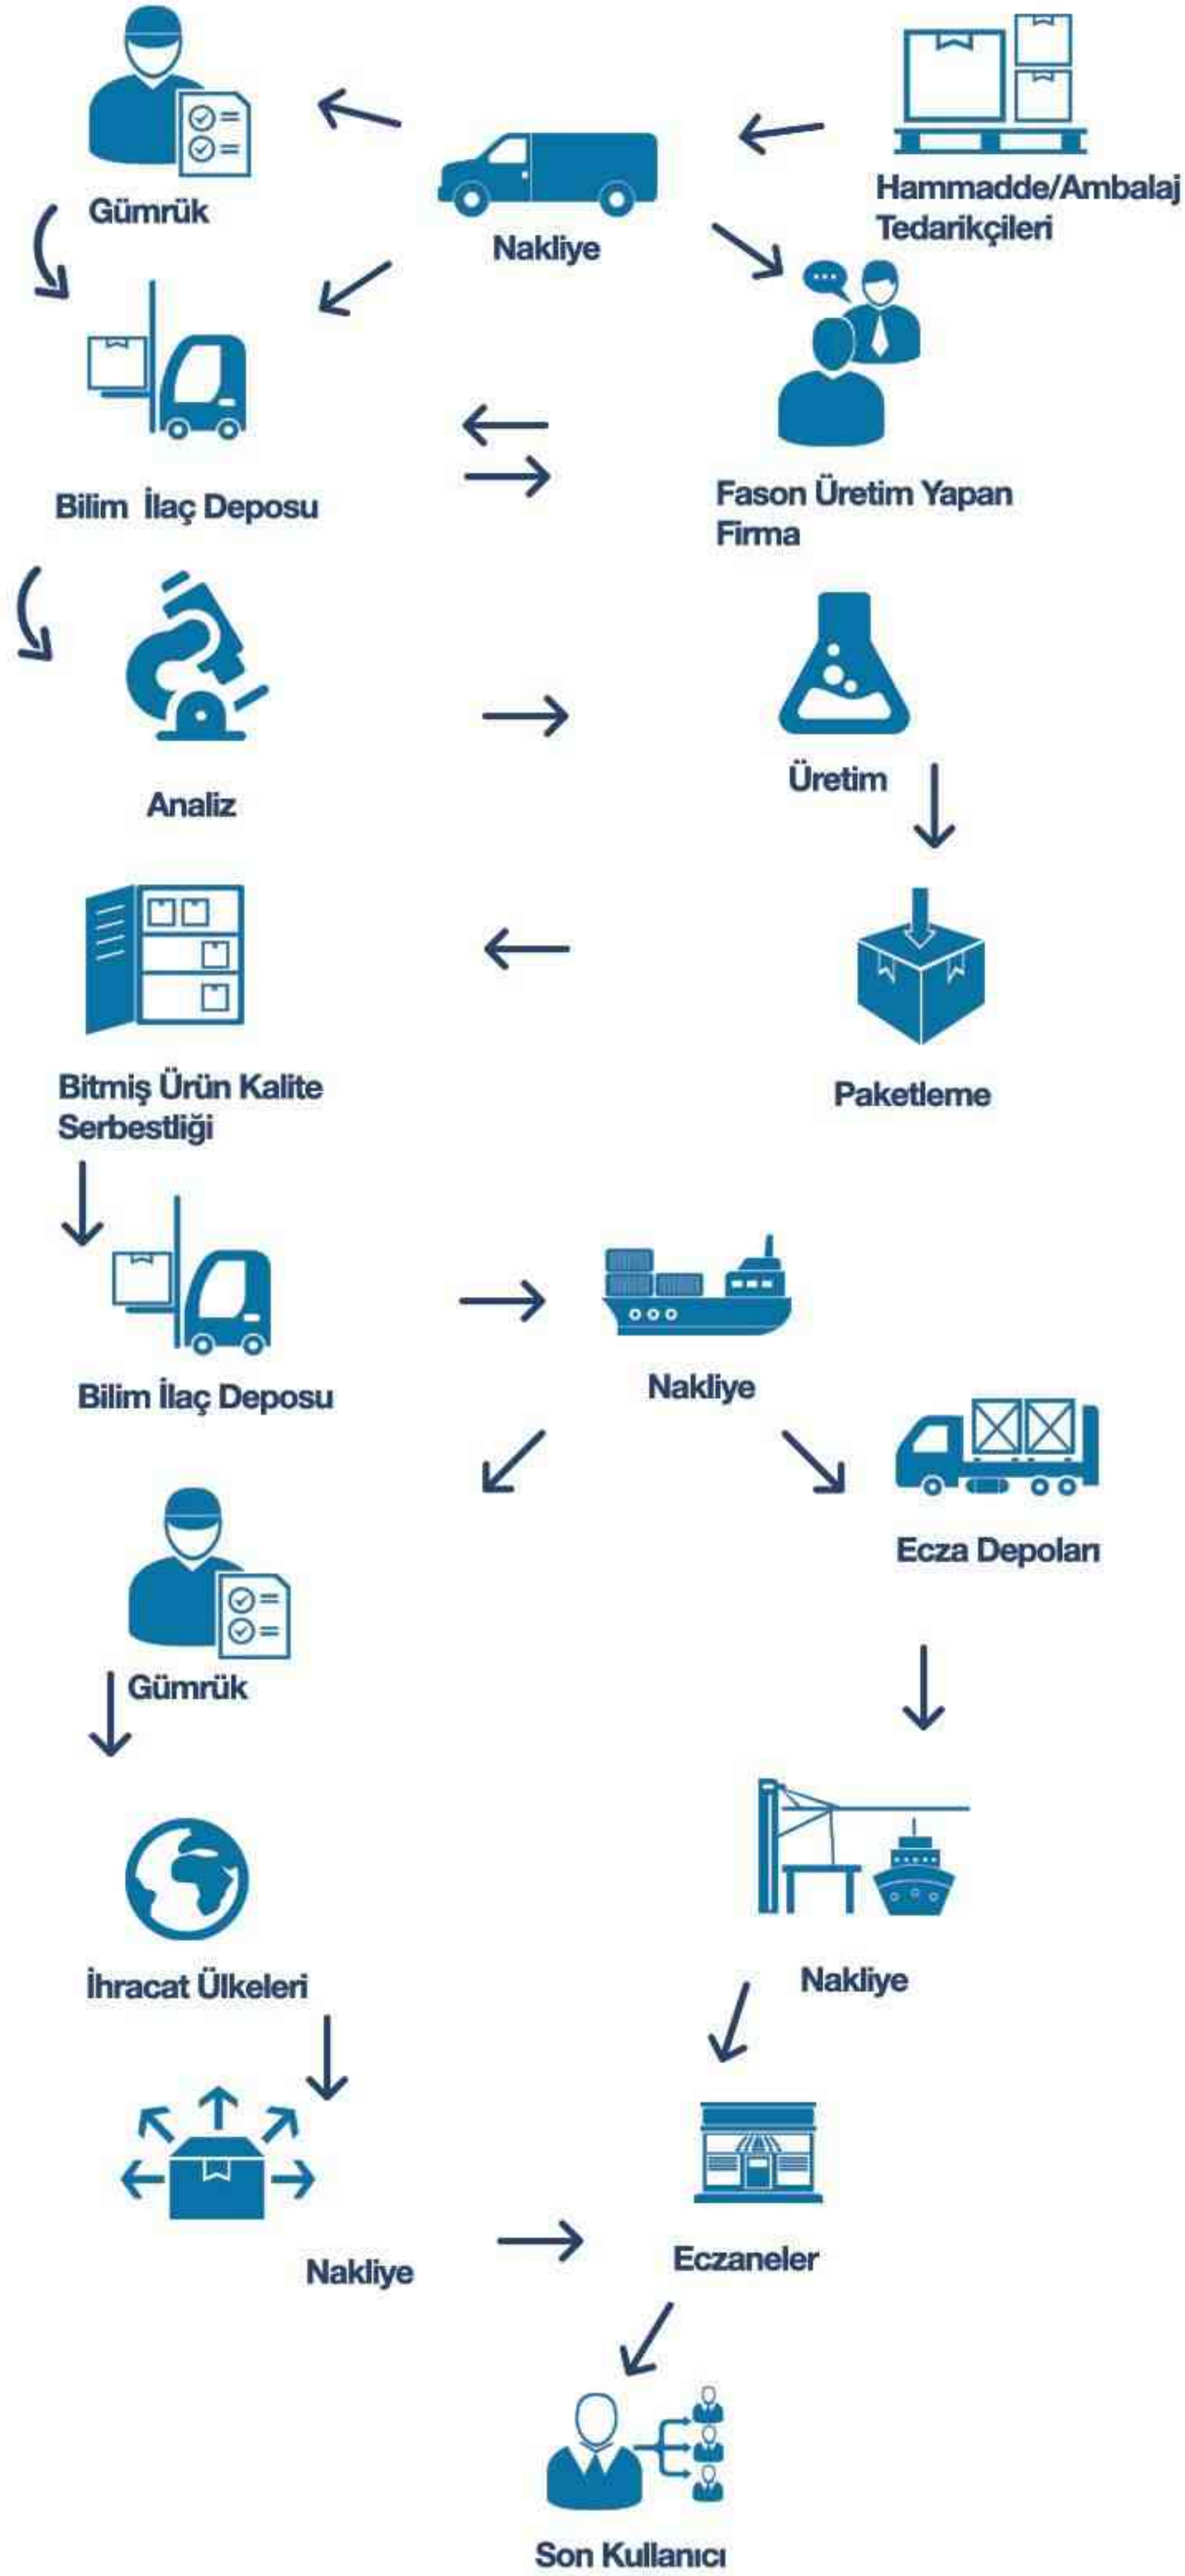 Hammadde/Ambalaj
Tedarikçileri
Gümrük
Nakliye
Bilim İlaç Deposu
Fason Üretim Yapan
Firma
Analiz
Üretim
Bitmiş Ürün Kalite
Serbestliği
Paketleme
Bilim İlaç Deposu
Nakliye
Ecza Depoları
Gümrük
İhracat Ülkeleri
Nakliye
Nakliye
Eczaneler
Son Kullanıcı